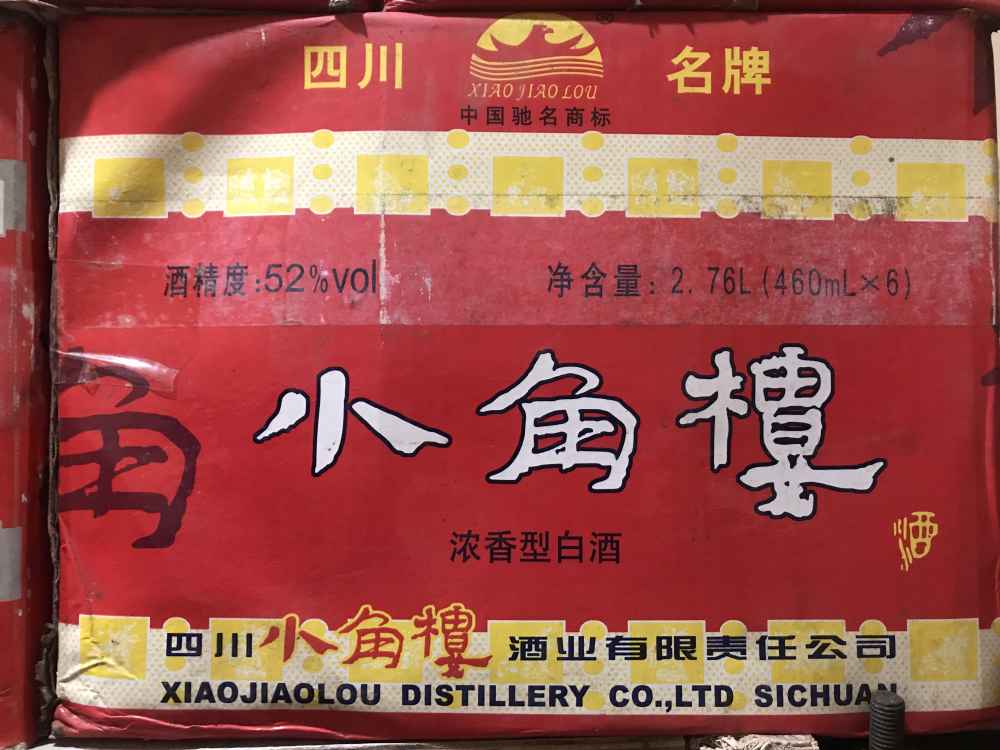 四川 名牌
XIAO JIAO LOU
中国驰名商标
酒精度:52%vol
净含量: 2.76L(460mL×6)
小角樓
角
浓香型白酒
酒
四川小角樓酒业有限责任公司
XIAOJIAOLOU DISTILLERY CO.,LTD SICHUAN